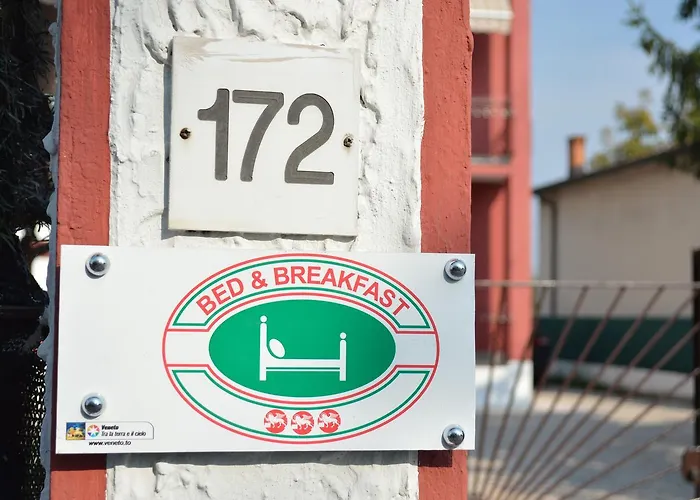 172
BED & BREAKFAST
Veneto
Tra la terra e il cielo
www.veneto.to